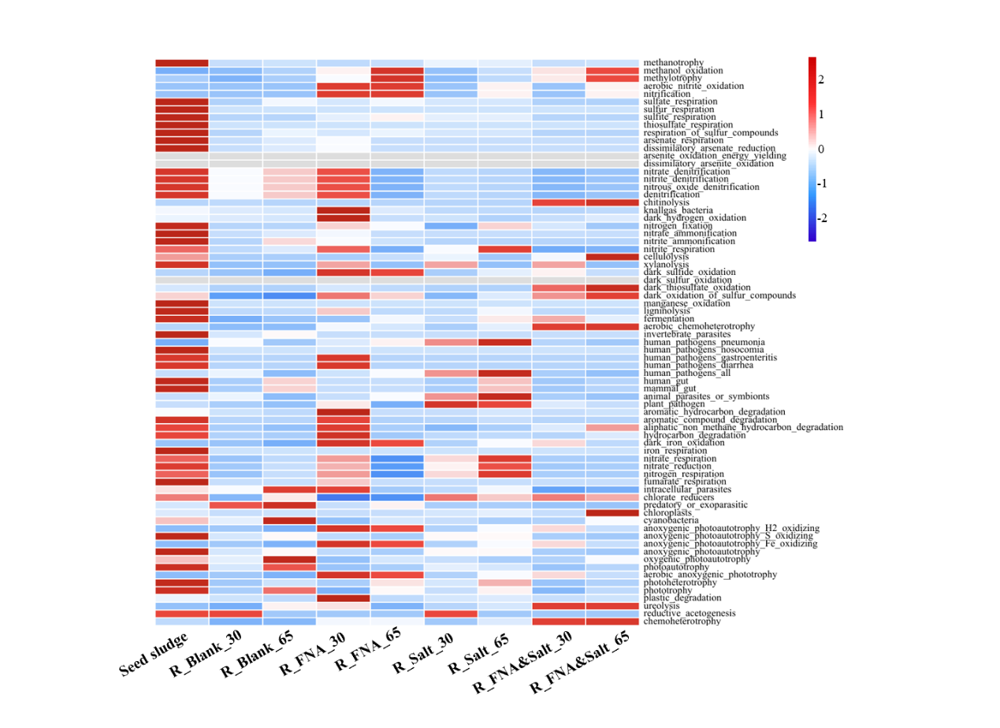 methanotrophy
methanol_oxidation
methylotrophy
aerobic_nitrite_oxidation
nitrification
sulfate_respiration
sulfur_respiration
sulfite_respiration
thiosulfate_respiration
respiration_of_sulfur_compounds
arsenate_respiration
dissimilatory_arsenate_reduction
arsenite_oxidation_energy_yielding
dissimilatory_arsenite_oxidation
nitrate_denitrification
nitrite_denitrification
nitrous_oxide_denitrification
denitrification
chitinolysis
knallgas_bacteria
dark_hydrogen_oxidation
nitrogen_fixation
nitrate_ammonification
nitrite_ammonification
nitrite_respiration
cellulolysis
xylanolysis
dark_sulfide_oxidation
dark_sulfur_oxidation
dark_thiosulfate_oxidation
dark_oxidation_of_sulfur_compounds
manganese_oxidation
ligninolysis
fermentation
aerobic_chemoheterotrophy
invertebrate_parasites
human_pathogens_pneumonia
human_pathogens_nosocomia
human_pathogens_gastroenteritis
human_pathogens_diarrhea
human_pathogens_all
human_gut
mammal_gut
animal_parasites_or_symbionts
plant_pathogen
aromatic_hydrocarbon_degradation
aromatic_compound_degradation
aliphatic_non_methane_hydrocarbon_degradation
hydrocarbon_degradation
dark_iron_oxidation
iron_respiration
nitrate_respiration
nitrate_reduction
nitrogen_respiration
fumarate_respiration
intracellular_parasites
chlorate_reducers
predatory_or_exoparasitic
chloroplasts
cyanobacteria
anoxygenic_photoautotrophy_H2_oxidizing
anoxygenic_photoautotrophy_S_oxidizing
anoxygenic_photoautotrophy_Fe_oxidizing
anoxygenic_photoautotrophy
oxygenic_photoautotrophy
photoautotrophy
aerobic_anoxygenic_phototrophy
photoheterotrophy
phototrophy
plastic_degradation
ureolysis
reductive_acetogenesis
chemoheterotrophy
2
1
0
-1
-2
Seed sludge
R_Blank_30
R_Blank_65
R_FNA_30
R_FNA_65
R_Salt_30
R_Salt_65
R_FNA&Salt_30
R_FNA&Salt_65